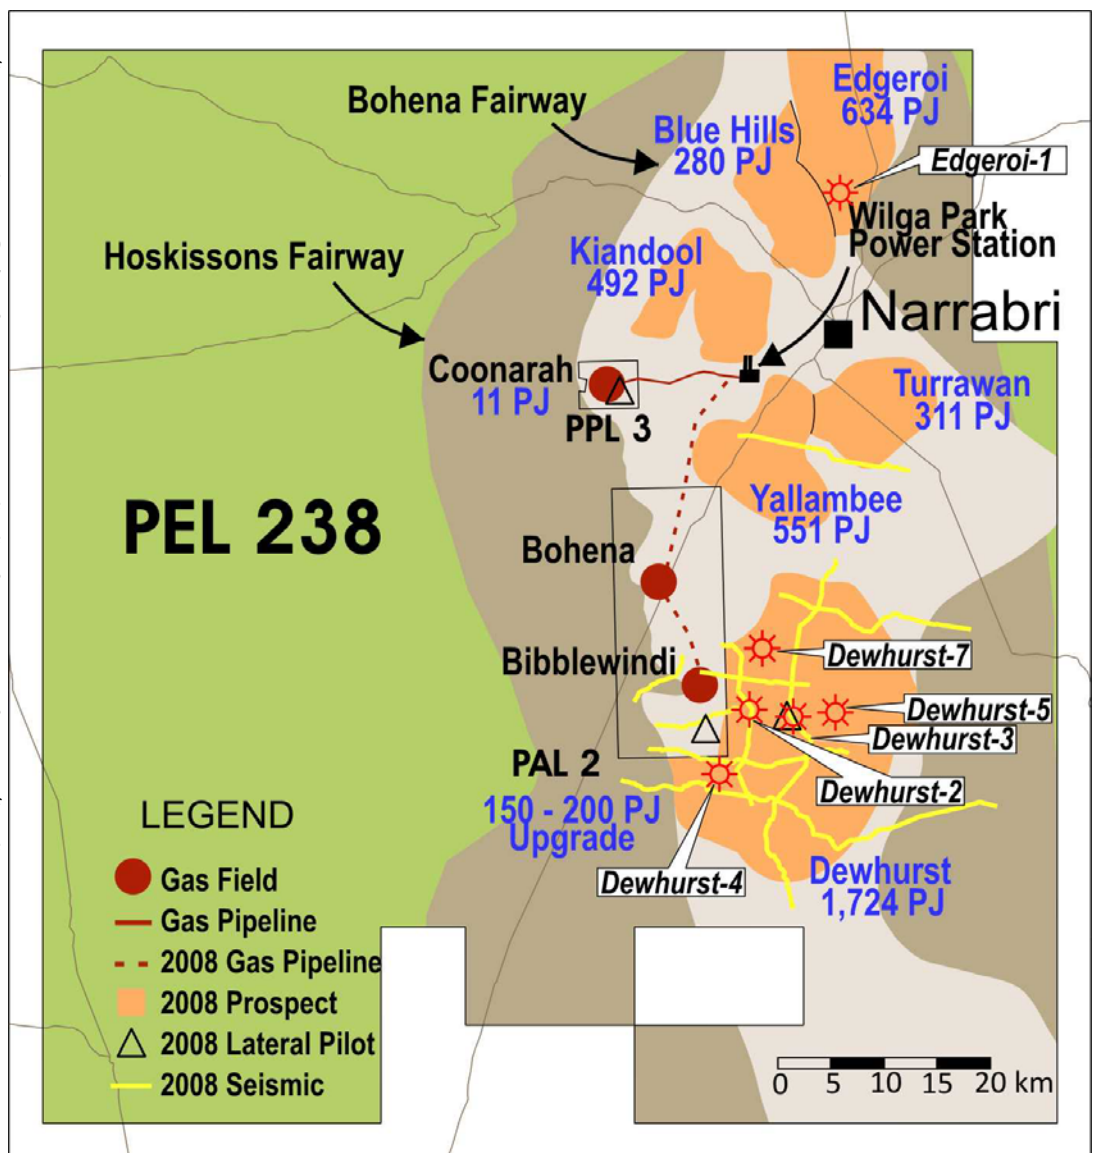 Edgeroi
634 PJ
Bohena Fairway
Blue Hills
280 PJ
Edgeroi-1
Wilga Park
Power Station
Hoskissons Fairway
Kiandool
492 PJ
Narrabri
Coonarah
11 PJ
PPL 3
Turrawan
311 PJ
PEL 238
Yallambee
551 PJ
Bohena
Bibblewindi
Dewhurst-7
Dewhurst-5
Dewhurst-3
Dewhurst-2
PAL 2
150 - 200 PJ
Upgrade
Dewhurst-4
Dewhurst
1,724 PJ
LEGEND
Gas Field
Gas Pipeline
2008 Gas Pipeline
2008 Prospect
2008 Lateral Pilot
2008 Seismic
0 5 10 15 20 km